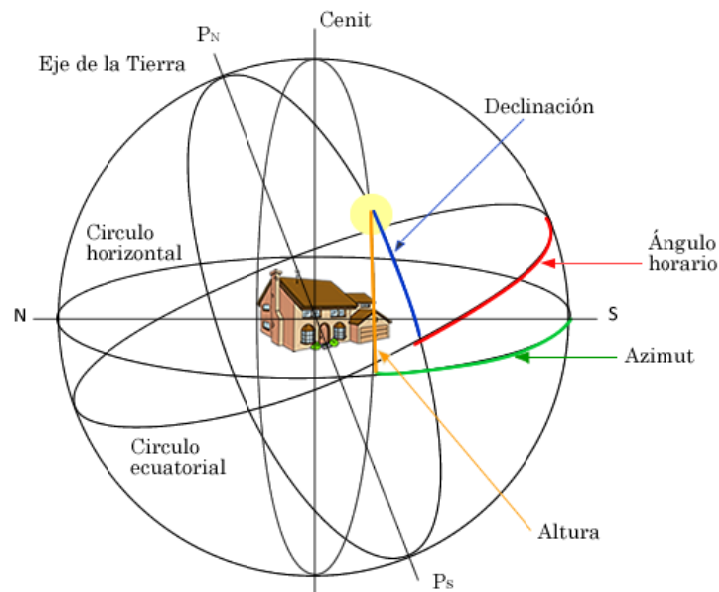 Cenit
PN
Eje de la Tierra
Declinación
Circulo
horizontal
Ángulo
horario
N
S
Azimut
Circulo
ecuatorial
Altura
Ps